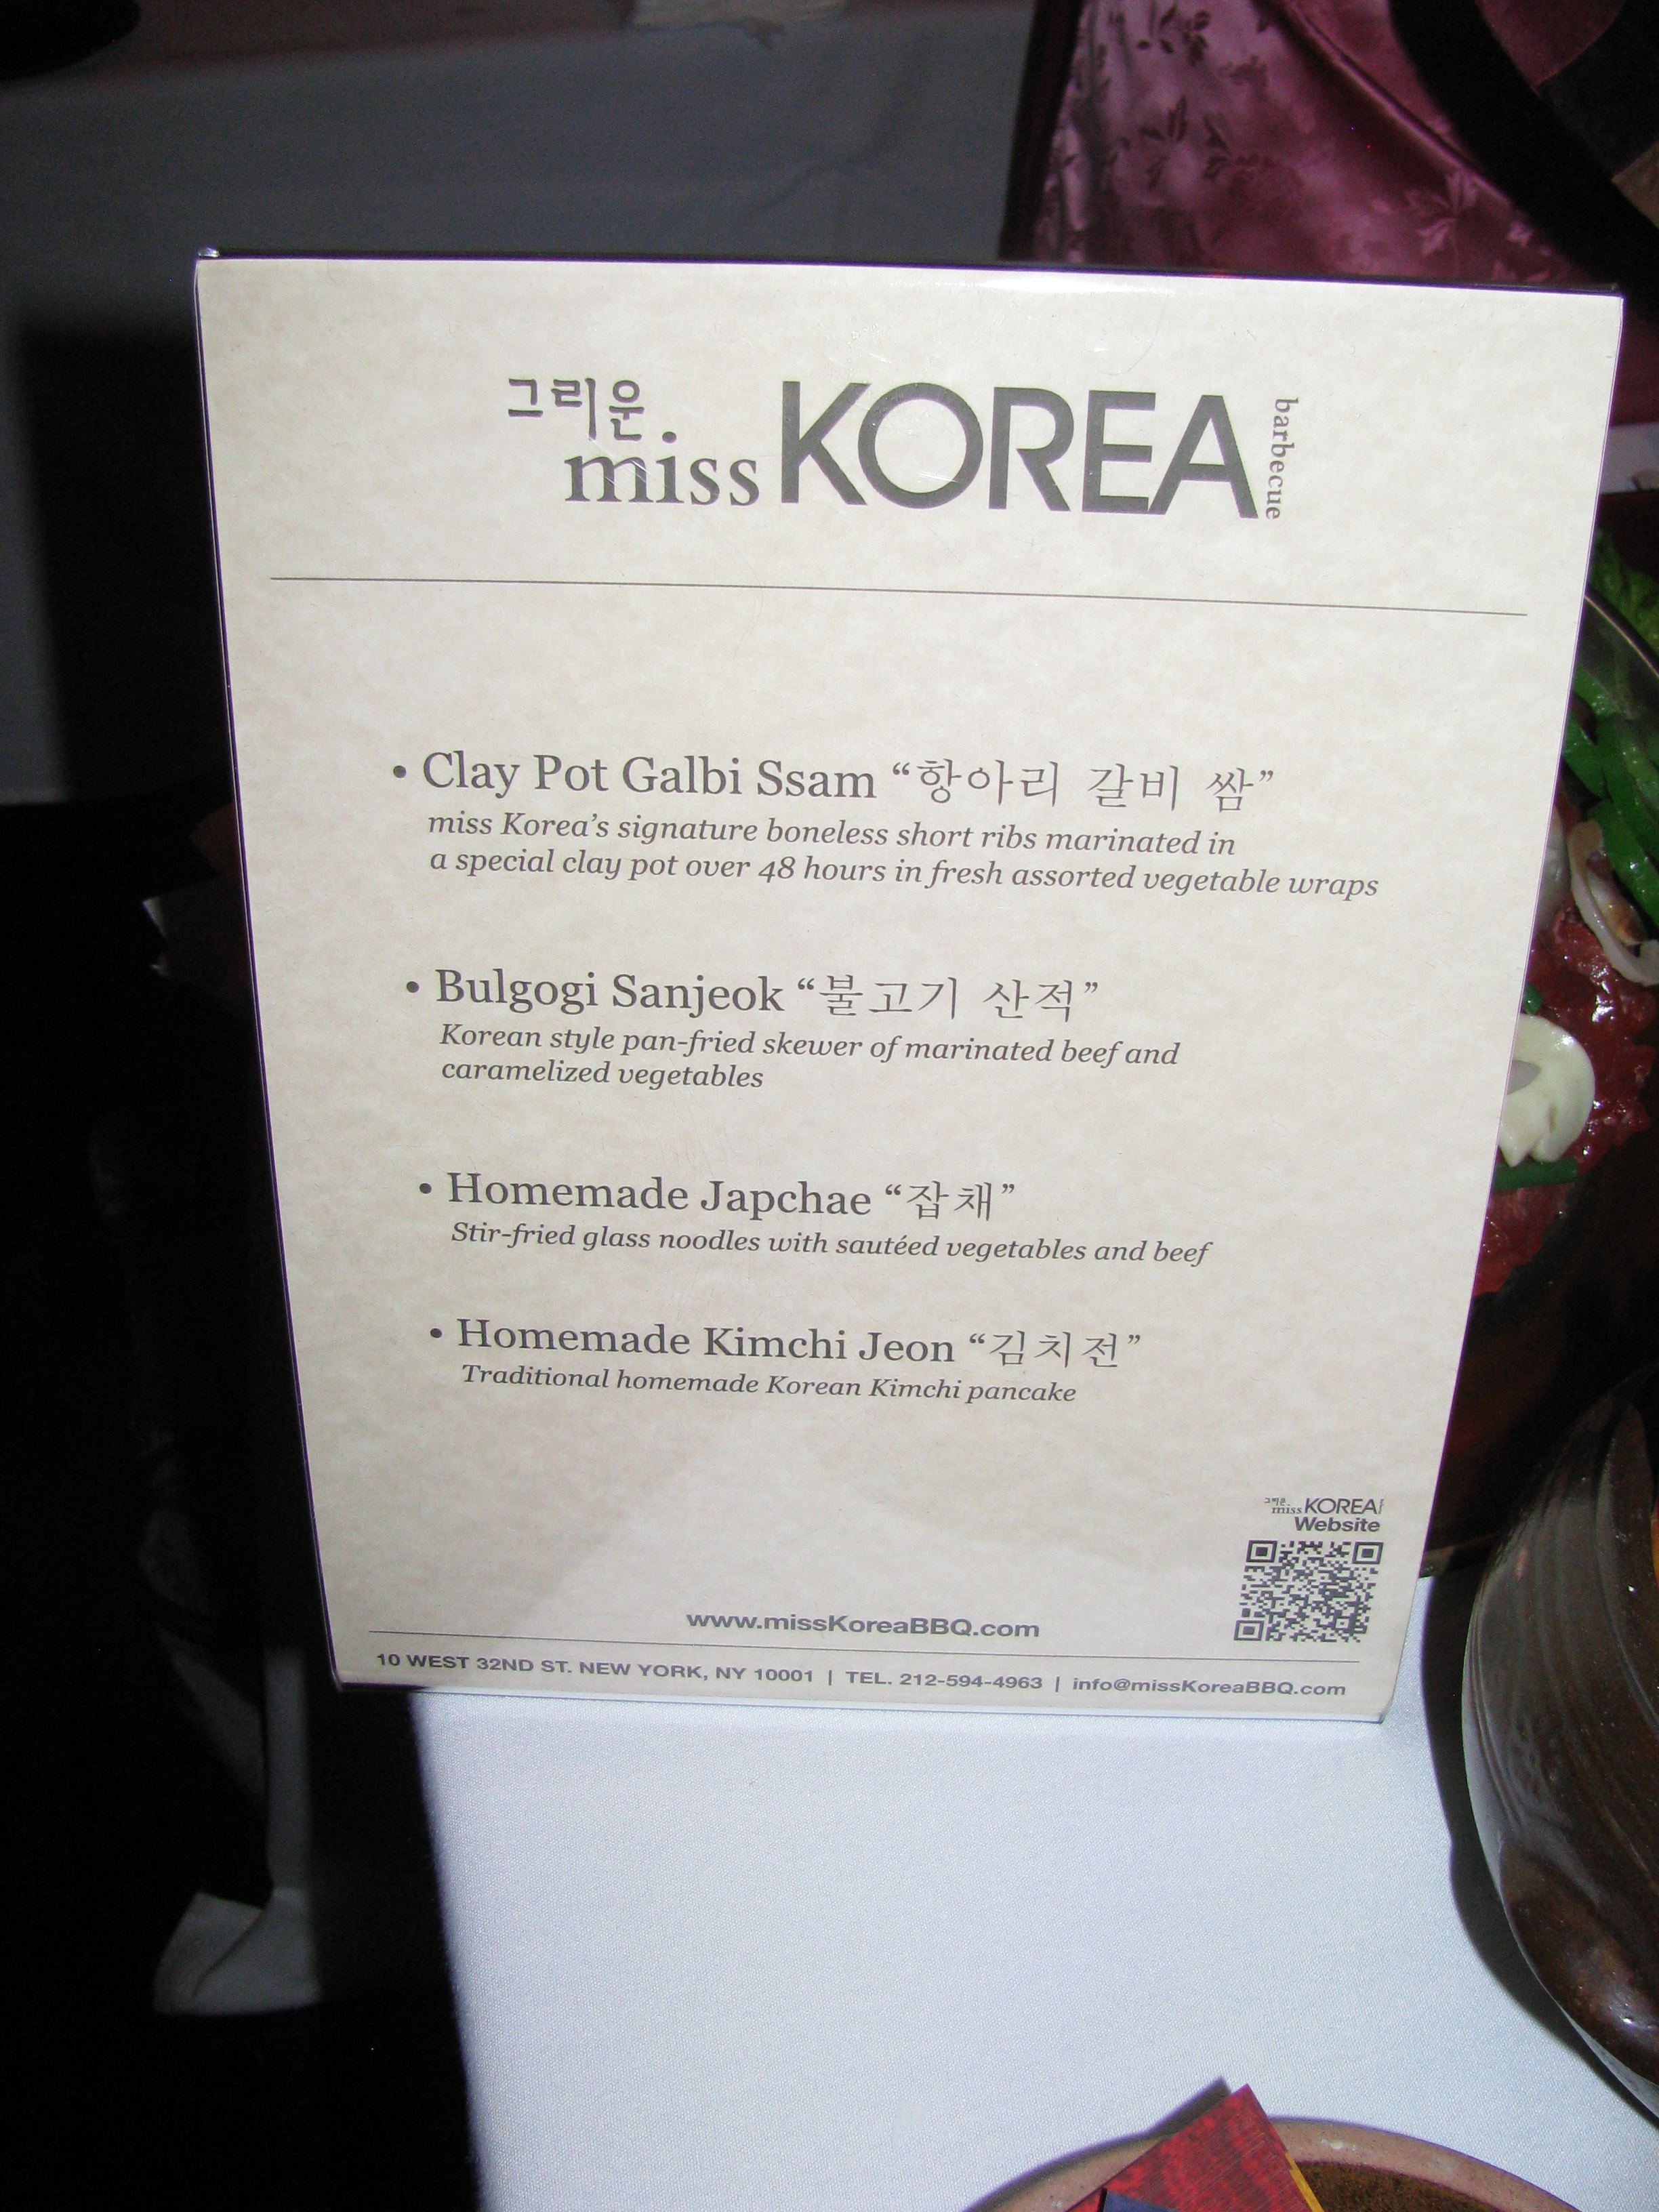 그리운
miss KOREA barbecue
• Clay Pot Galbi Ssam “항아리 갈비 쌈”
miss Korea’s signature boneless short ribs marinated in
a special clay pot over 48 hours in fresh assorted vegetable wraps
• Bulgogi Sanjeok “불고기 산적”
Korean style pan-fried skewer of marinated beef and
caramelized vegetables
• Homemade Japchae “잡채”
Stir-fried glass noodles with sautéed vegetables and beef
• Homemade Kimchi Jeon “김치전”
Traditional homemade Korean Kimchi pancake
그리운 miss KOREA
Website
www.missKoreaBBQ.com
10 WEST 32ND ST. NEW YORK, NY 10001 | TEL. 212-594-4963 | info@missKoreaBBQ.com